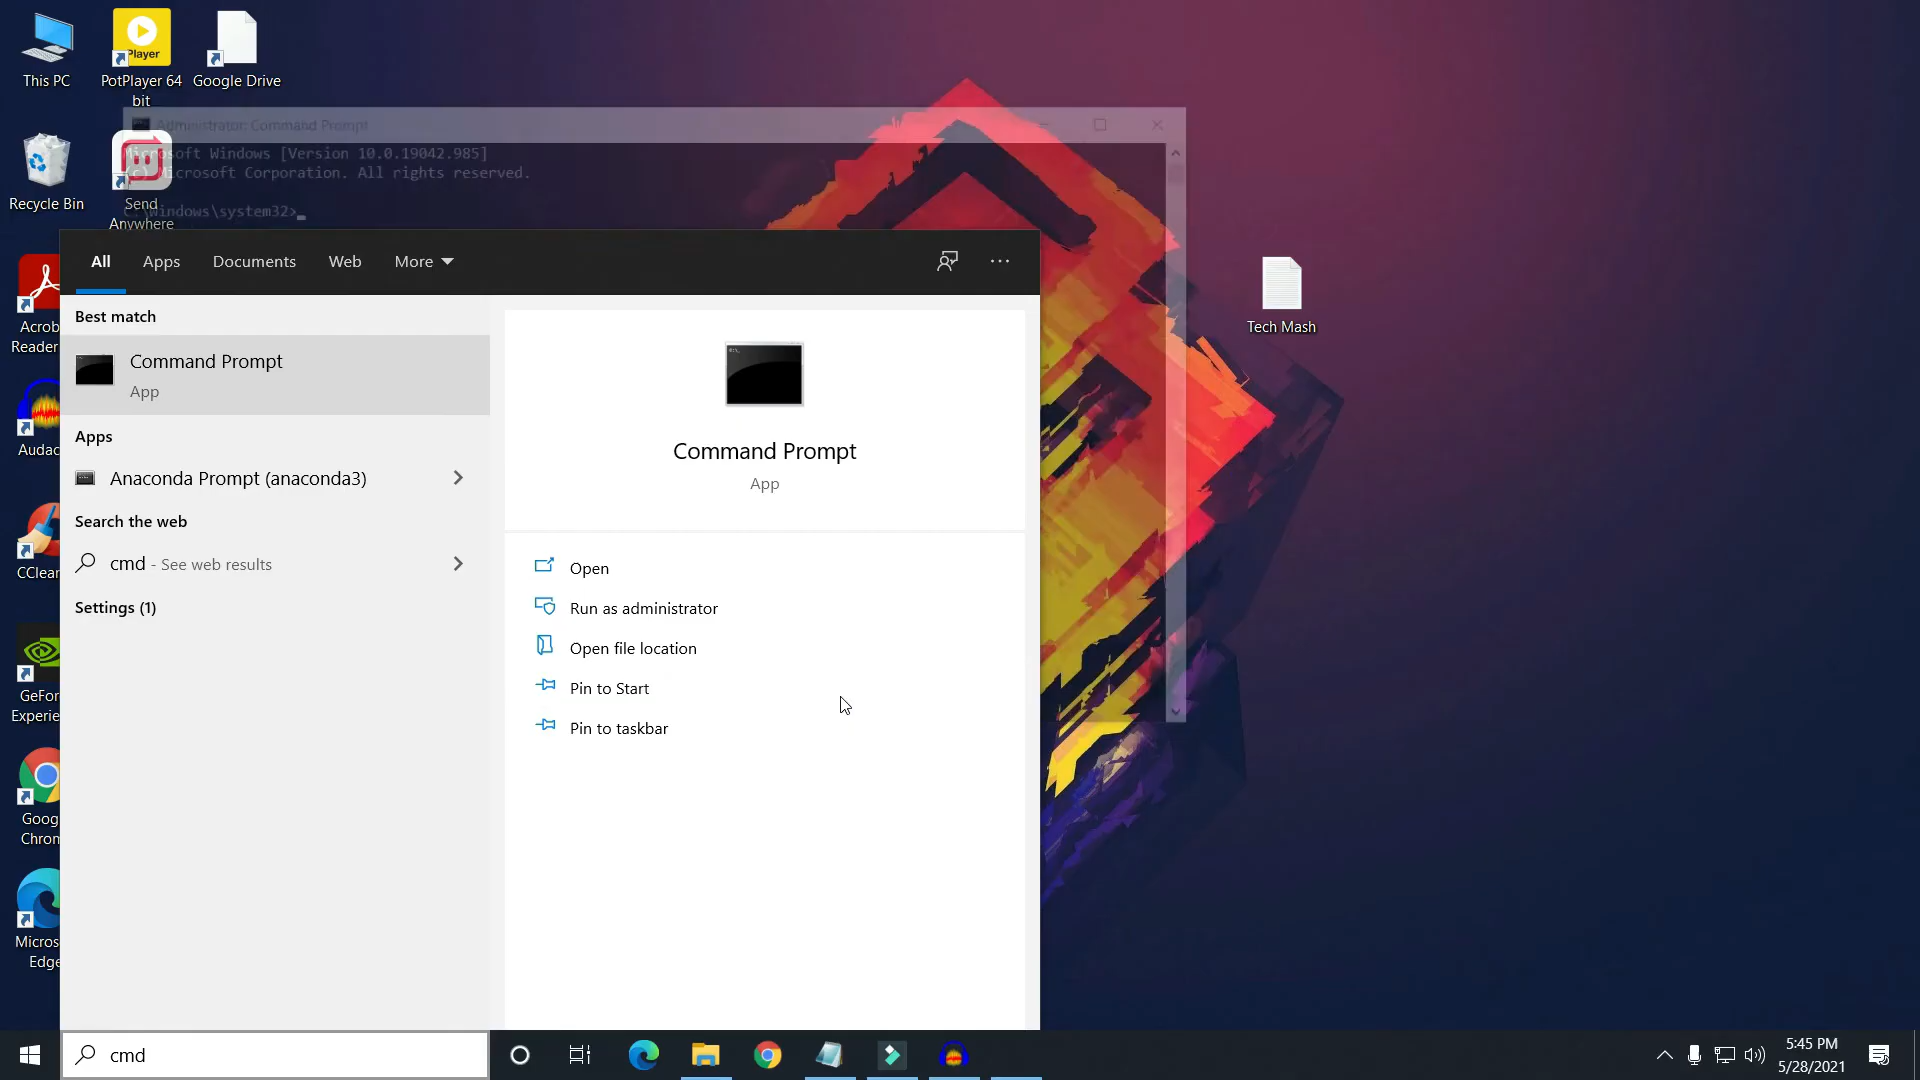 This PC
Player
PotPlayer 64
bit
Google Drive
Administrator: Command Prompt
Microsoft Windows [Version 10.0.19042.985]
(c) Microsoft Corporation. All rights reserved.
C:\Windows\system32>_
Recycle Bin
Send
Anywhere
All
Apps
Documents
Web
More
Best match
Command Prompt
App
Apps
Anaconda Prompt (anaconda3)
Search the web
cmd - See web results
Settings (1)
Command Prompt
App
Open
Run as administrator
Open file location
Pin to Start
Pin to taskbar
Tech Mash
Acrob
Reader
Audac
CClean
GeFor
Experie
Goog
Chrom
Micros
Edge
cmd
5:45 PM
5/28/2021